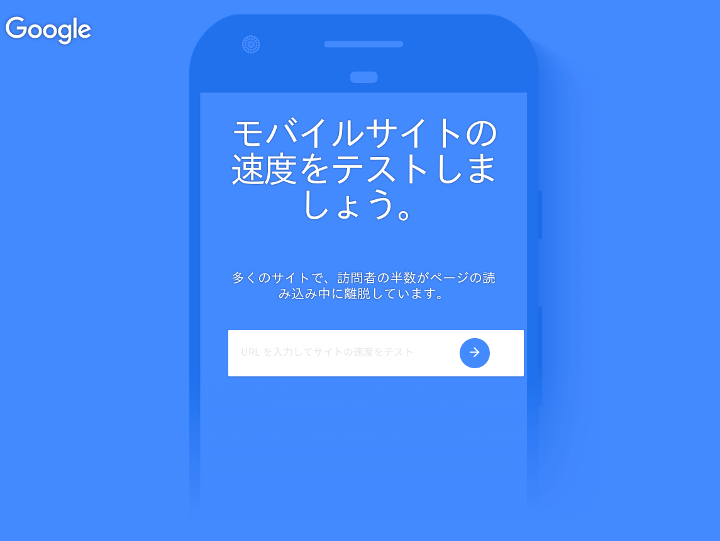 Google
モバイルサイトの
速度をテストしま
しょう。
多くのサイトで、訪問者の半数がページの読
み込み中に離脱しています。
URL を入力してサイトの速度をテスト